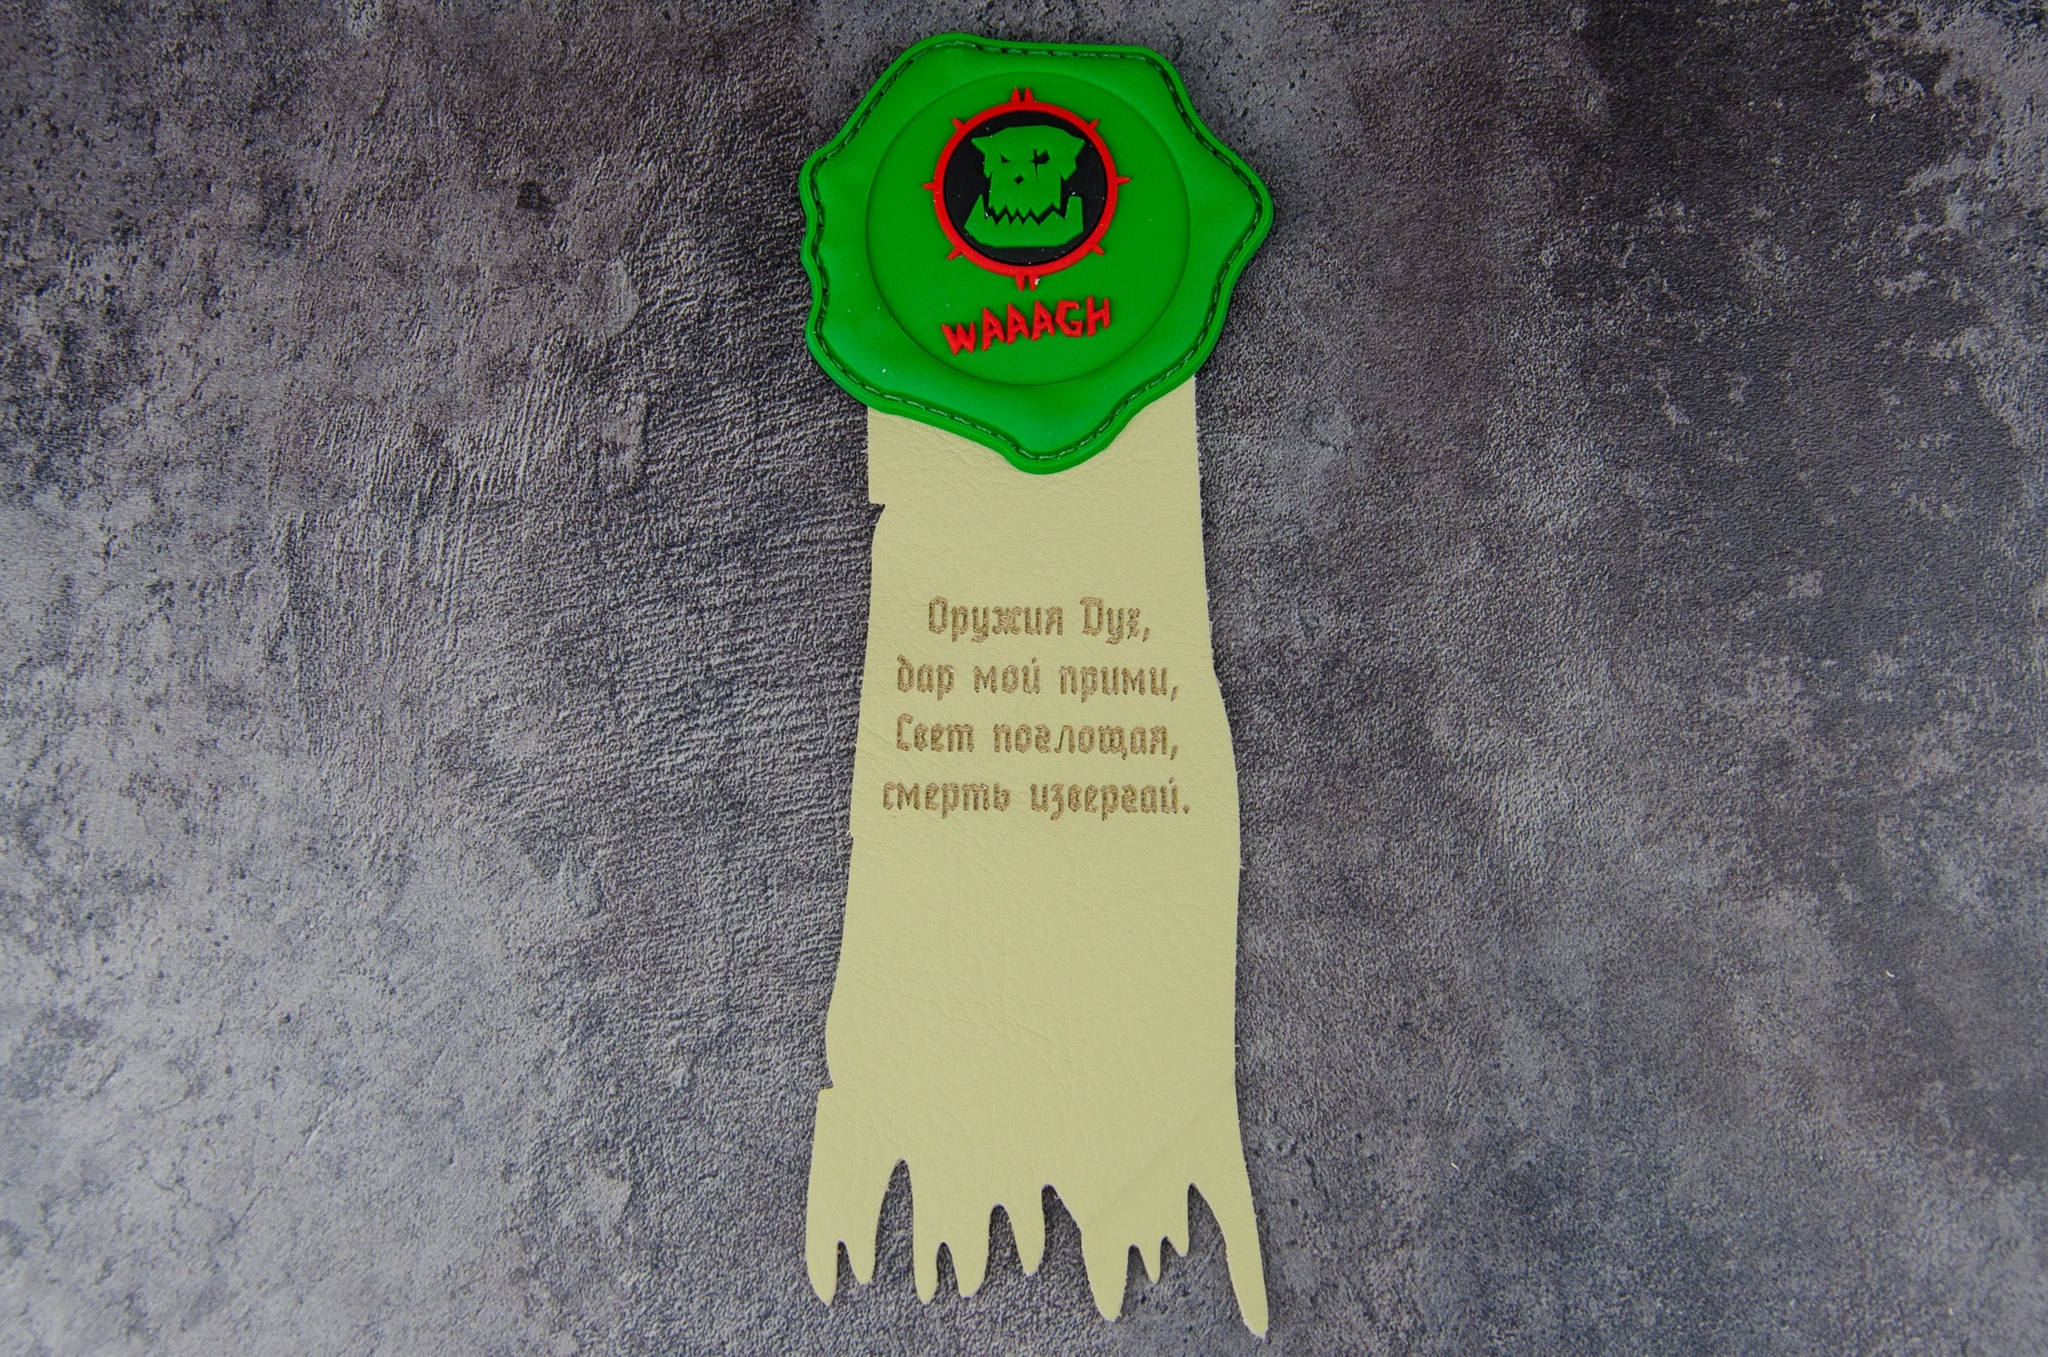 WAAAGH
Оружия Дух,
дар мой прими,
Свет поглощая,
смерть извергай.